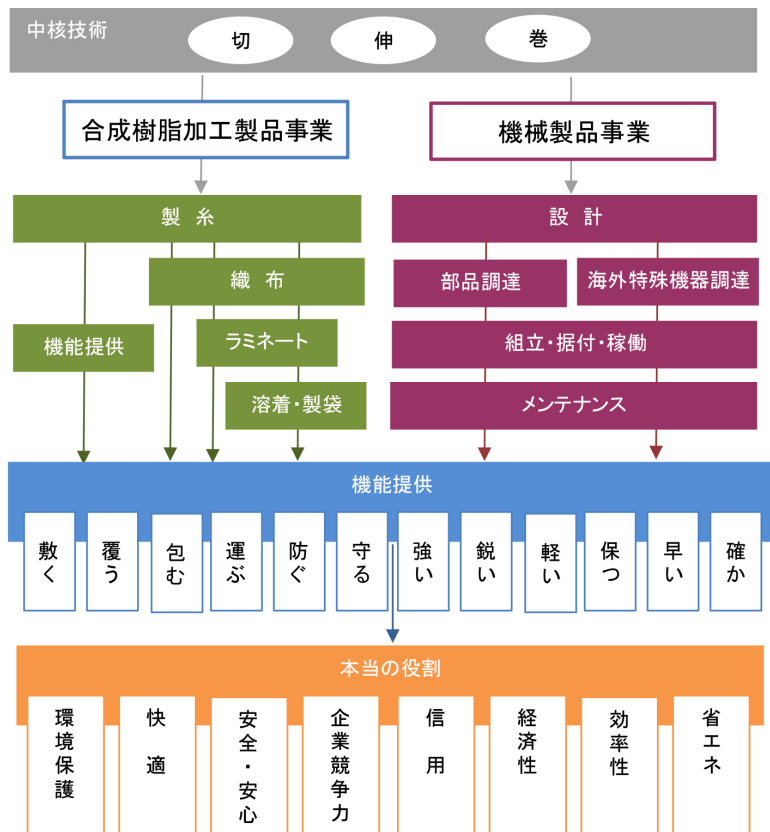 中核技術
切
伸
巻
合成樹脂加工製品事業
機械製品事業
製 糸
設 計
織 布
部品調達
海外特殊機器調達
機能提供
ラミネート
組立・据付・稼働
溶着・製袋
メンテナンス
機能提供
敷く
覆う
包む
運ぶ
防ぐ
守る
強い
鋭い
軽い
保つ
早い
確か
本当の役割
環境保護
快 適
安全・安心
企業競争力
信 用
経済性
効率性
省エネ